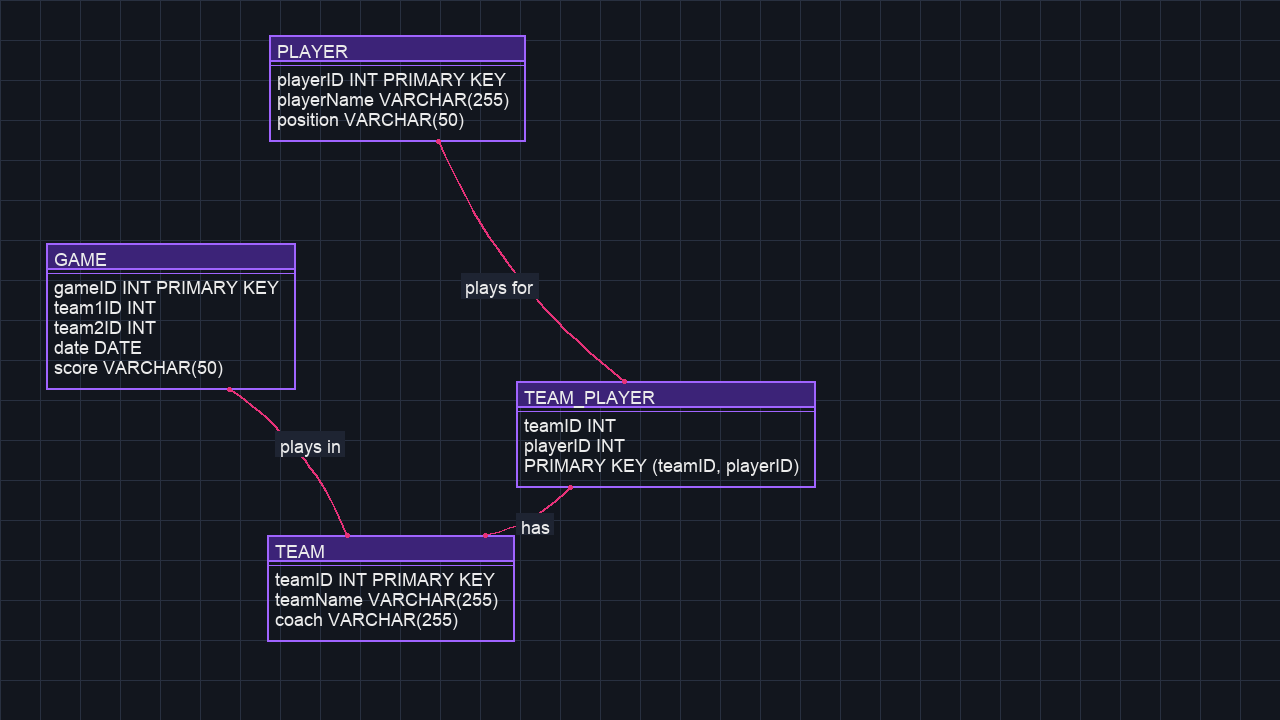 PLAYER
playerID INT PRIMARY KEY
playerName VARCHAR(255)
position VARCHAR(50)
GAME
gameID INT PRIMARY KEY
team1ID INT
team2ID INT
date DATE
score VARCHAR(50)
plays for
TEAM_PLAYER
teamID INT
playerID INT
PRIMARY KEY (teamID, playerID)
plays in
has
TEAM
teamID INT PRIMARY KEY
teamName VARCHAR(255)
coach VARCHAR(255)